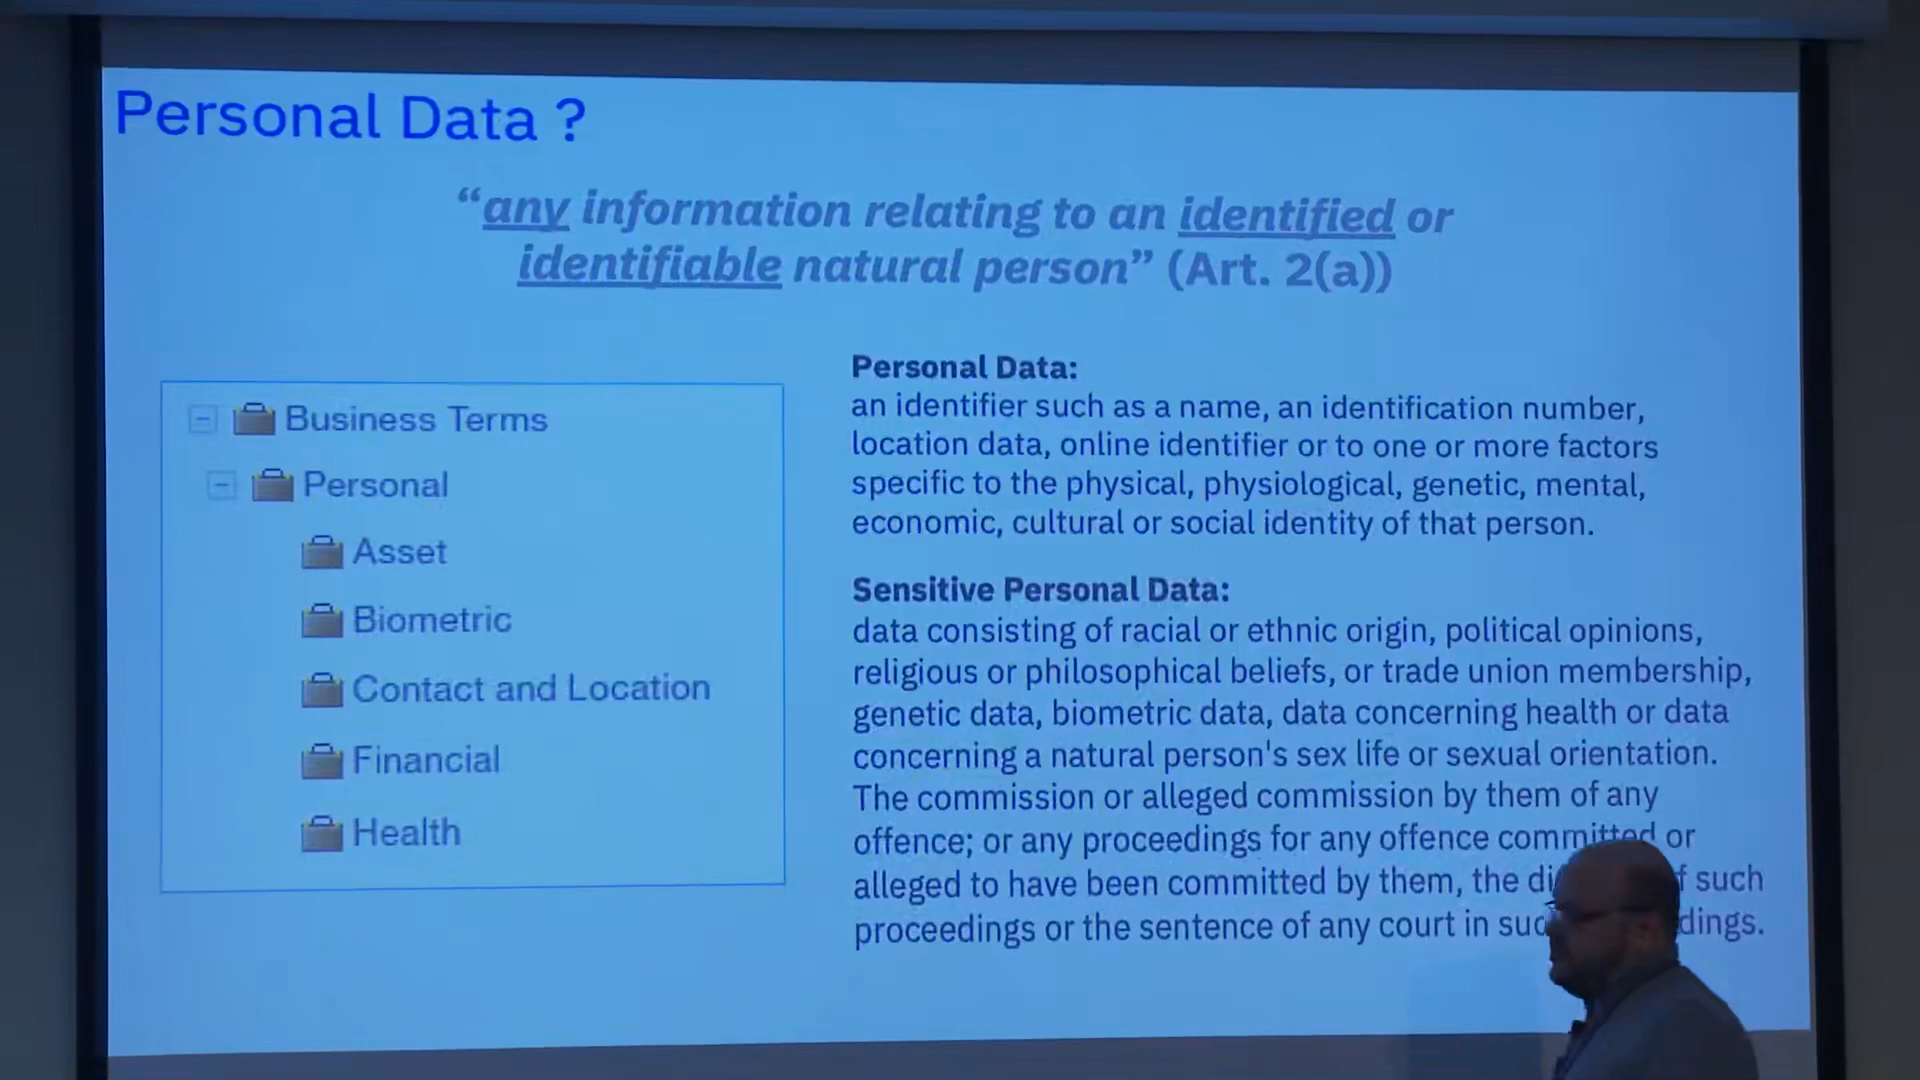 Personal Data ?
“any information relating to an identified or
identifiable natural person” (Art. 2(a))
Business Terms
Personal
Asset
Biometric
Contact and Location
Financial
Health
Personal Data:
an identifier such as a name, an identification number,
location data, online identifier or to one or more factors
specific to the physical, physiological, genetic, mental,
economic, cultural or social identity of that person.
Sensitive Personal Data:
data consisting of racial or ethnic origin, political opinions,
religious or philosophical beliefs, or trade union membership,
genetic data, biometric data, data concerning health or data
concerning a natural person's sex life or sexual orientation.
The commission or alleged commission by them of any
offence; or any proceedings for any offence committed or
alleged to have been committed by them, the such
proceedings or the sentence of any court in